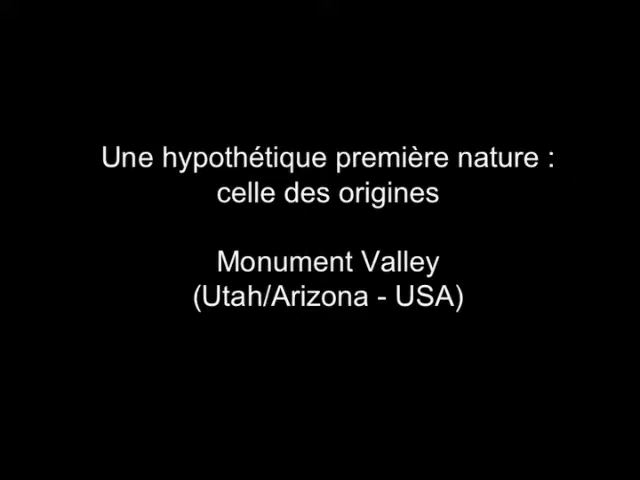 Une hypothétique première nature :
celle des origines
Monument Valley
(Utah/Arizona - USA)